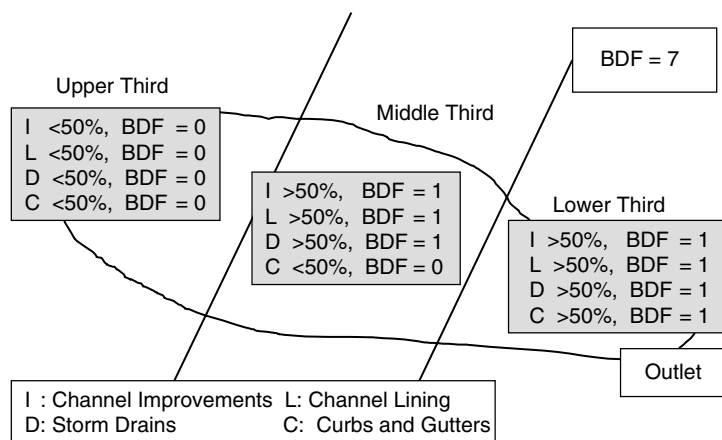 BDF = 7
Upper Third
Middle Third
I <50%, BDF = 0
L <50%, BDF = 0
D <50%, BDF = 0
C <50%, BDF = 0
I >50%, BDF = 1
L >50%, BDF = 1
D >50%, BDF = 1
C <50%, BDF = 0
Lower Third
I >50%, BDF = 1
L >50%, BDF = 1
D >50%, BDF = 1
C >50%, BDF = 1
Outlet
I : Channel Improvements L: Channel Lining
D: Storm Drains C: Curbs and Gutters